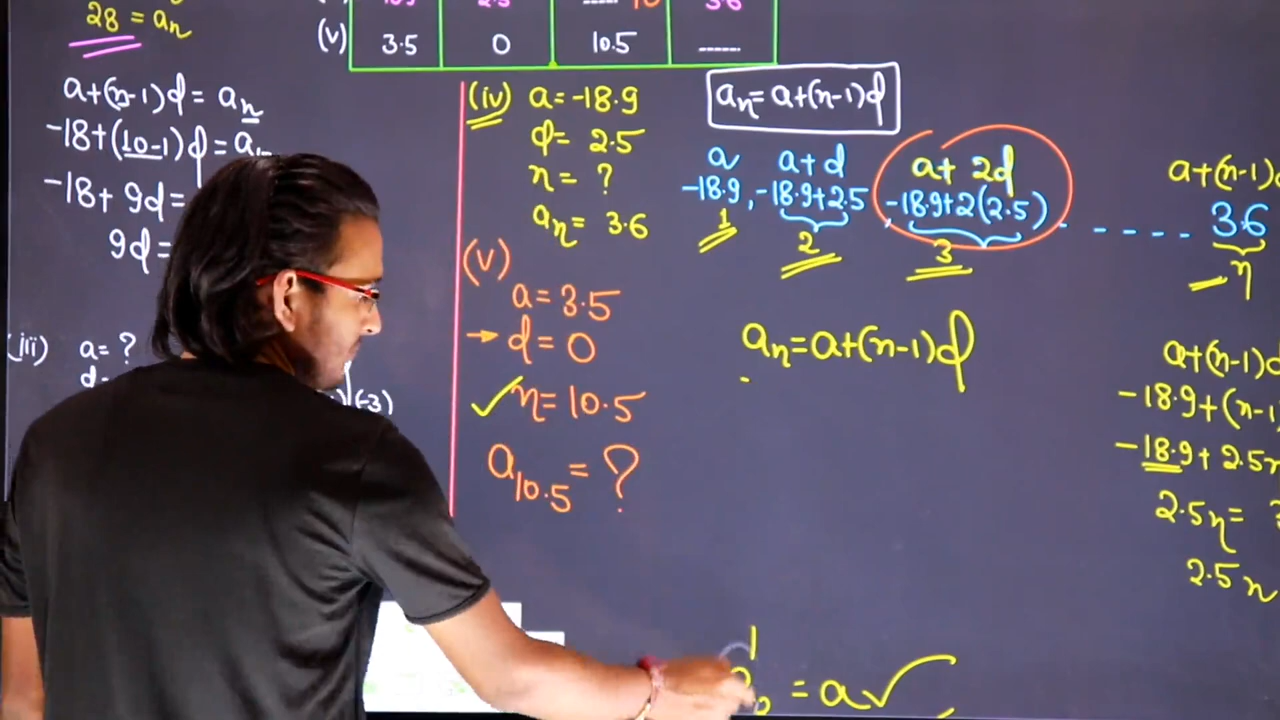 28 = an
10
(v) 3.5 0 10.5 ......
a+(n-1)d = an
-18+(10-1)d = a
-18+ 9d =
9d =
(iii) a= ?
d-
)(-3)
(iv) a= -18.9
d= 2.5
n= ?
an= 3.6
(v)
a= 3.5
→ d= 0
✓ n= 10.5
a10.5 = ?
an= a+(n-1)d
a a+d a+ 2d a+(n-1)d
-18.9, -18.9+2.5, -18.9+2(2.5) , - - - - - 3.6
1 2 3 n
an= a+(n-1)d
a+(n-1)d
-18.9+(n-1
-18.9+ 2.5n
2.5n=
2.5n
1
= a✓